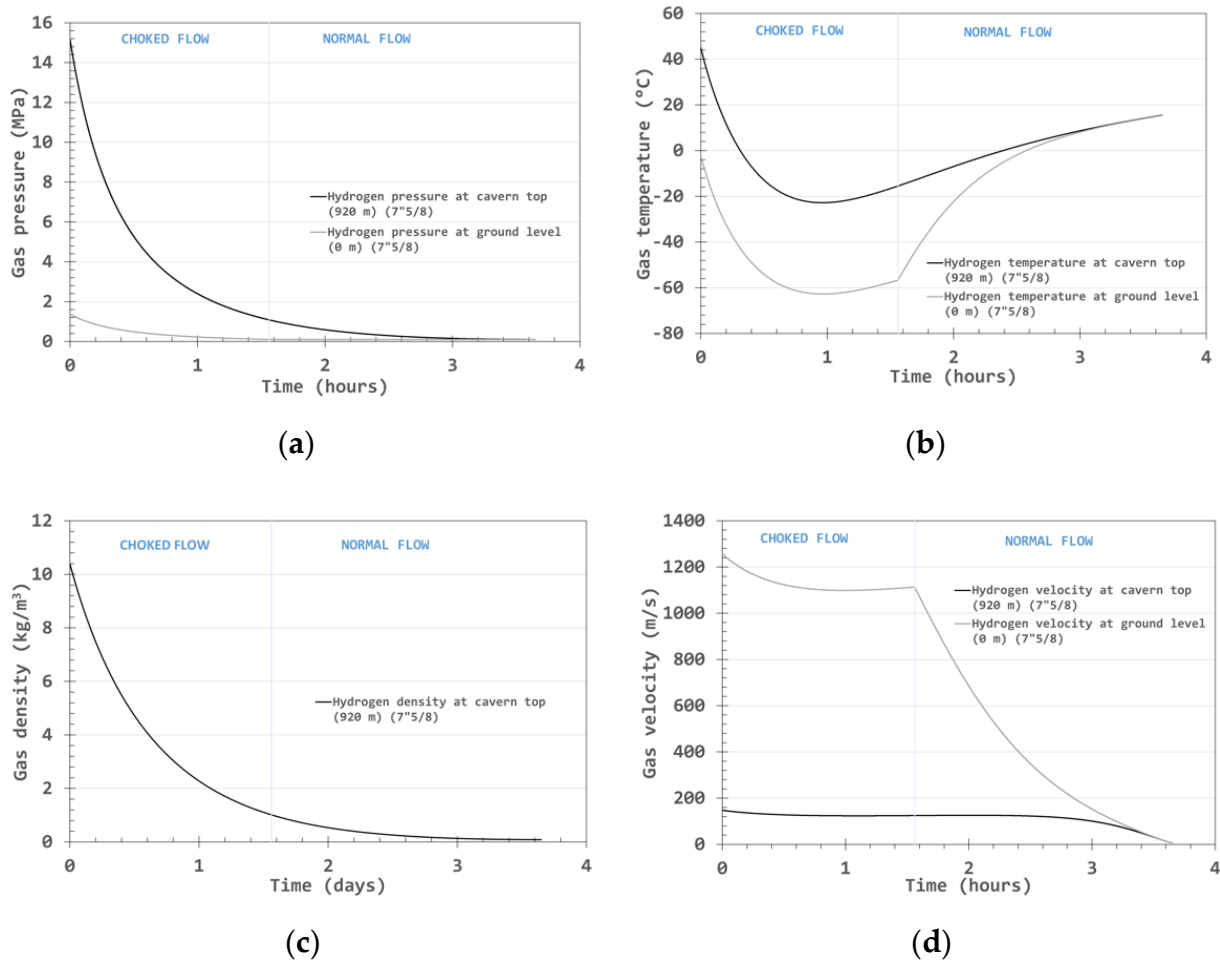 CHOKED FLOW
NORMAL FLOW
Gas pressure (MPa)
16
14
12
10
8
6
4
2
0
Hydrogen pressure at cavern top
(920 m) (7"5/8)
Hydrogen pressure at ground level
(0 m) (7"5/8)
0 1 2 3 4
Time (hours)
(a)
CHOKED FLOW
NORMAL FLOW
Gas temperature (°C)
60
40
20
0
-20
-40
-60
-80
Hydrogen temperature at cavern top
(920 m) (7"5/8)
Hydrogen temperature at ground level
(0 m) (7"5/8)
0 1 2 3 4
Time (hours)
(b)
CHOKED FLOW
NORMAL FLOW
Gas density (kg/m³)
12
10
8
6
4
2
0
Hydrogen density at cavern top
(920 m) (7"5/8)
0 1 2 3 4
Time (days)
(c)
CHOKED FLOW
NORMAL FLOW
Gas velocity (m/s)
1400
1200
1000
800
600
400
200
0
Hydrogen velocity at cavern top
(920 m) (7"5/8)
Hydrogen velocity at ground level
(0 m) (7"5/8)
0 1 2 3 4
Time (hours)
(d)